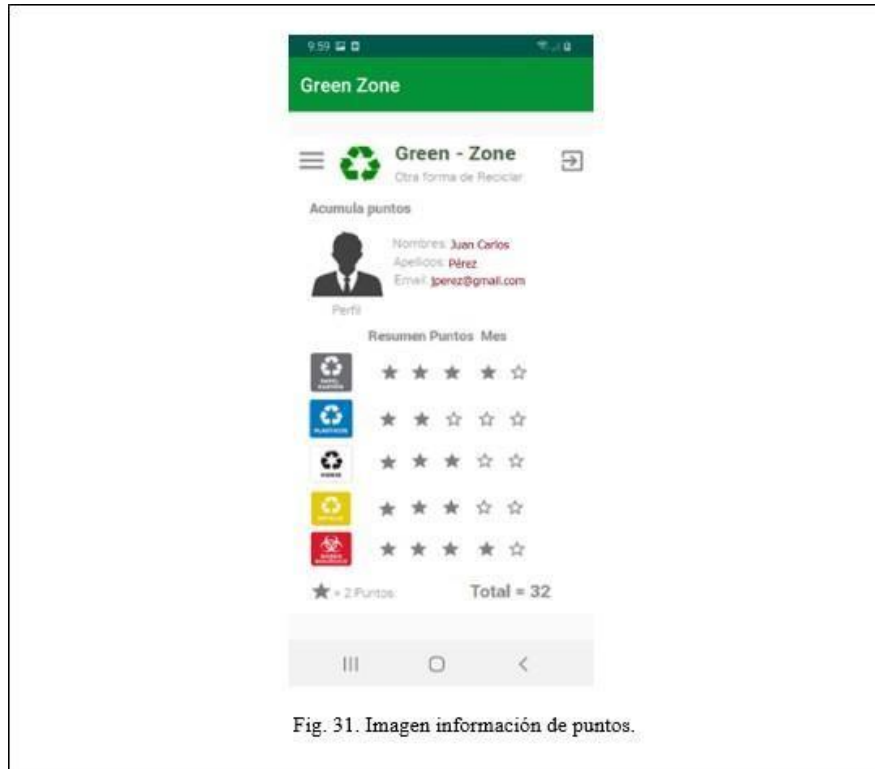 9:59
Green Zone
Green - Zone
Otra forma de Reciclar
Acumula puntos
Nombres: Juan Carlos
Apellidos: Pérez
Email: jperez@gmail.com
Perfil
Resumen Puntos Mes
PLASTICOS
= 2 Puntos
Total = 32
Fig. 31. Imagen información de puntos.